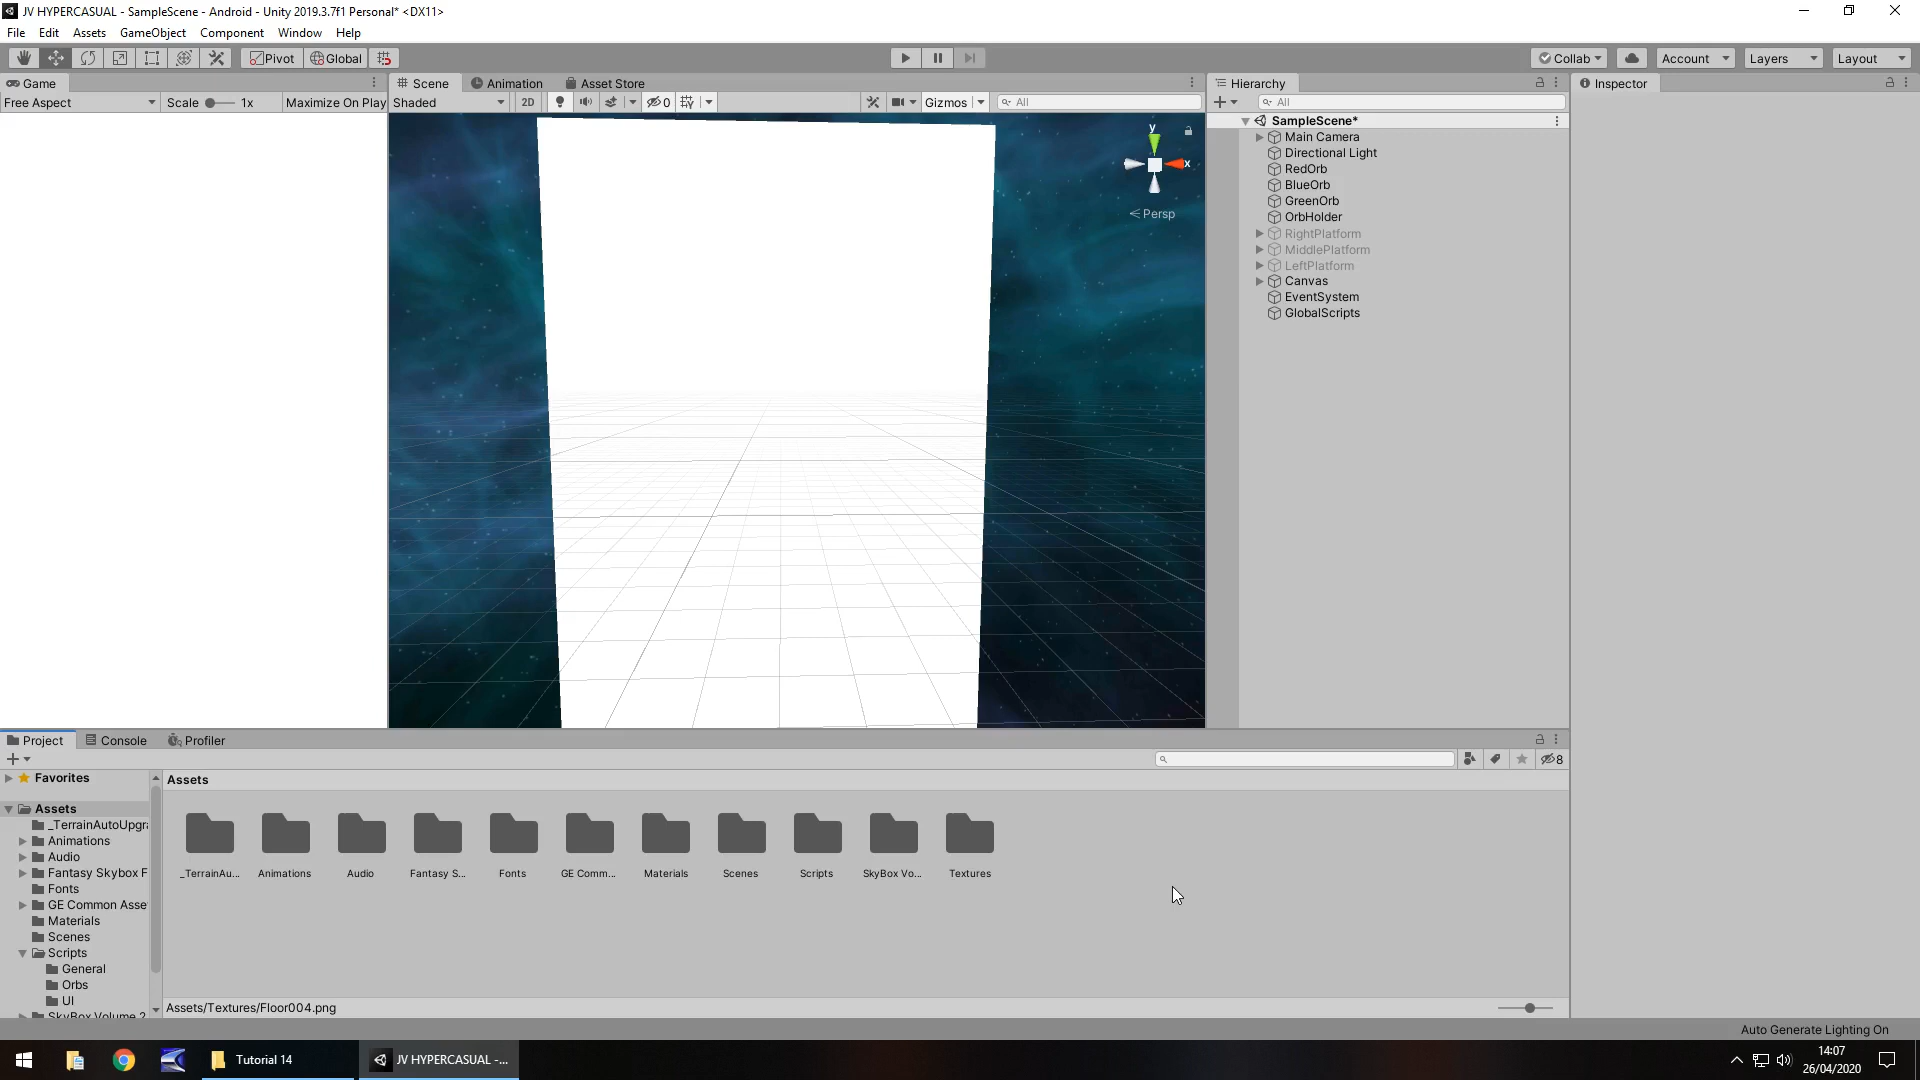 JV HYPERCASUAL - SampleScene - Android - Unity 2019.3.7f1 Personal* <DX11>
File Edit Assets GameObject Component Window Help
Pivot Global Collab Account Layers Layout
Game Scene Animation Asset Store Hierarchy Inspector
Free Aspect Scale 1x Maximize On Play Shaded 2D 0 Gizmos All All
SampleScene*
Main Camera
Directional Light
RedOrb
BlueOrb
GreenOrb
OrbHolder
RightPlatform
MiddlePlatform
LeftPlatform
Canvas
EventSystem
GlobalScripts
y
x
Persp
Project Console Profiler
8
Favorites
Assets
_TerrainAutoUpgra
Animations
Audio
Fantasy Skybox F
Fonts
GE Common Asse
Materials
Scenes
Scripts
General
Orbs
UI
SkyBox Volume 2
Assets
_TerrainAu... Animations Audio Fantasy S... Fonts GE Comm... Materials Scenes Scripts SkyBox Vo... Textures
Assets/Textures/Floor004.png
Auto Generate Lighting On
Tutorial 14 JV HYPERCASUAL -...
14:07
26/04/2020